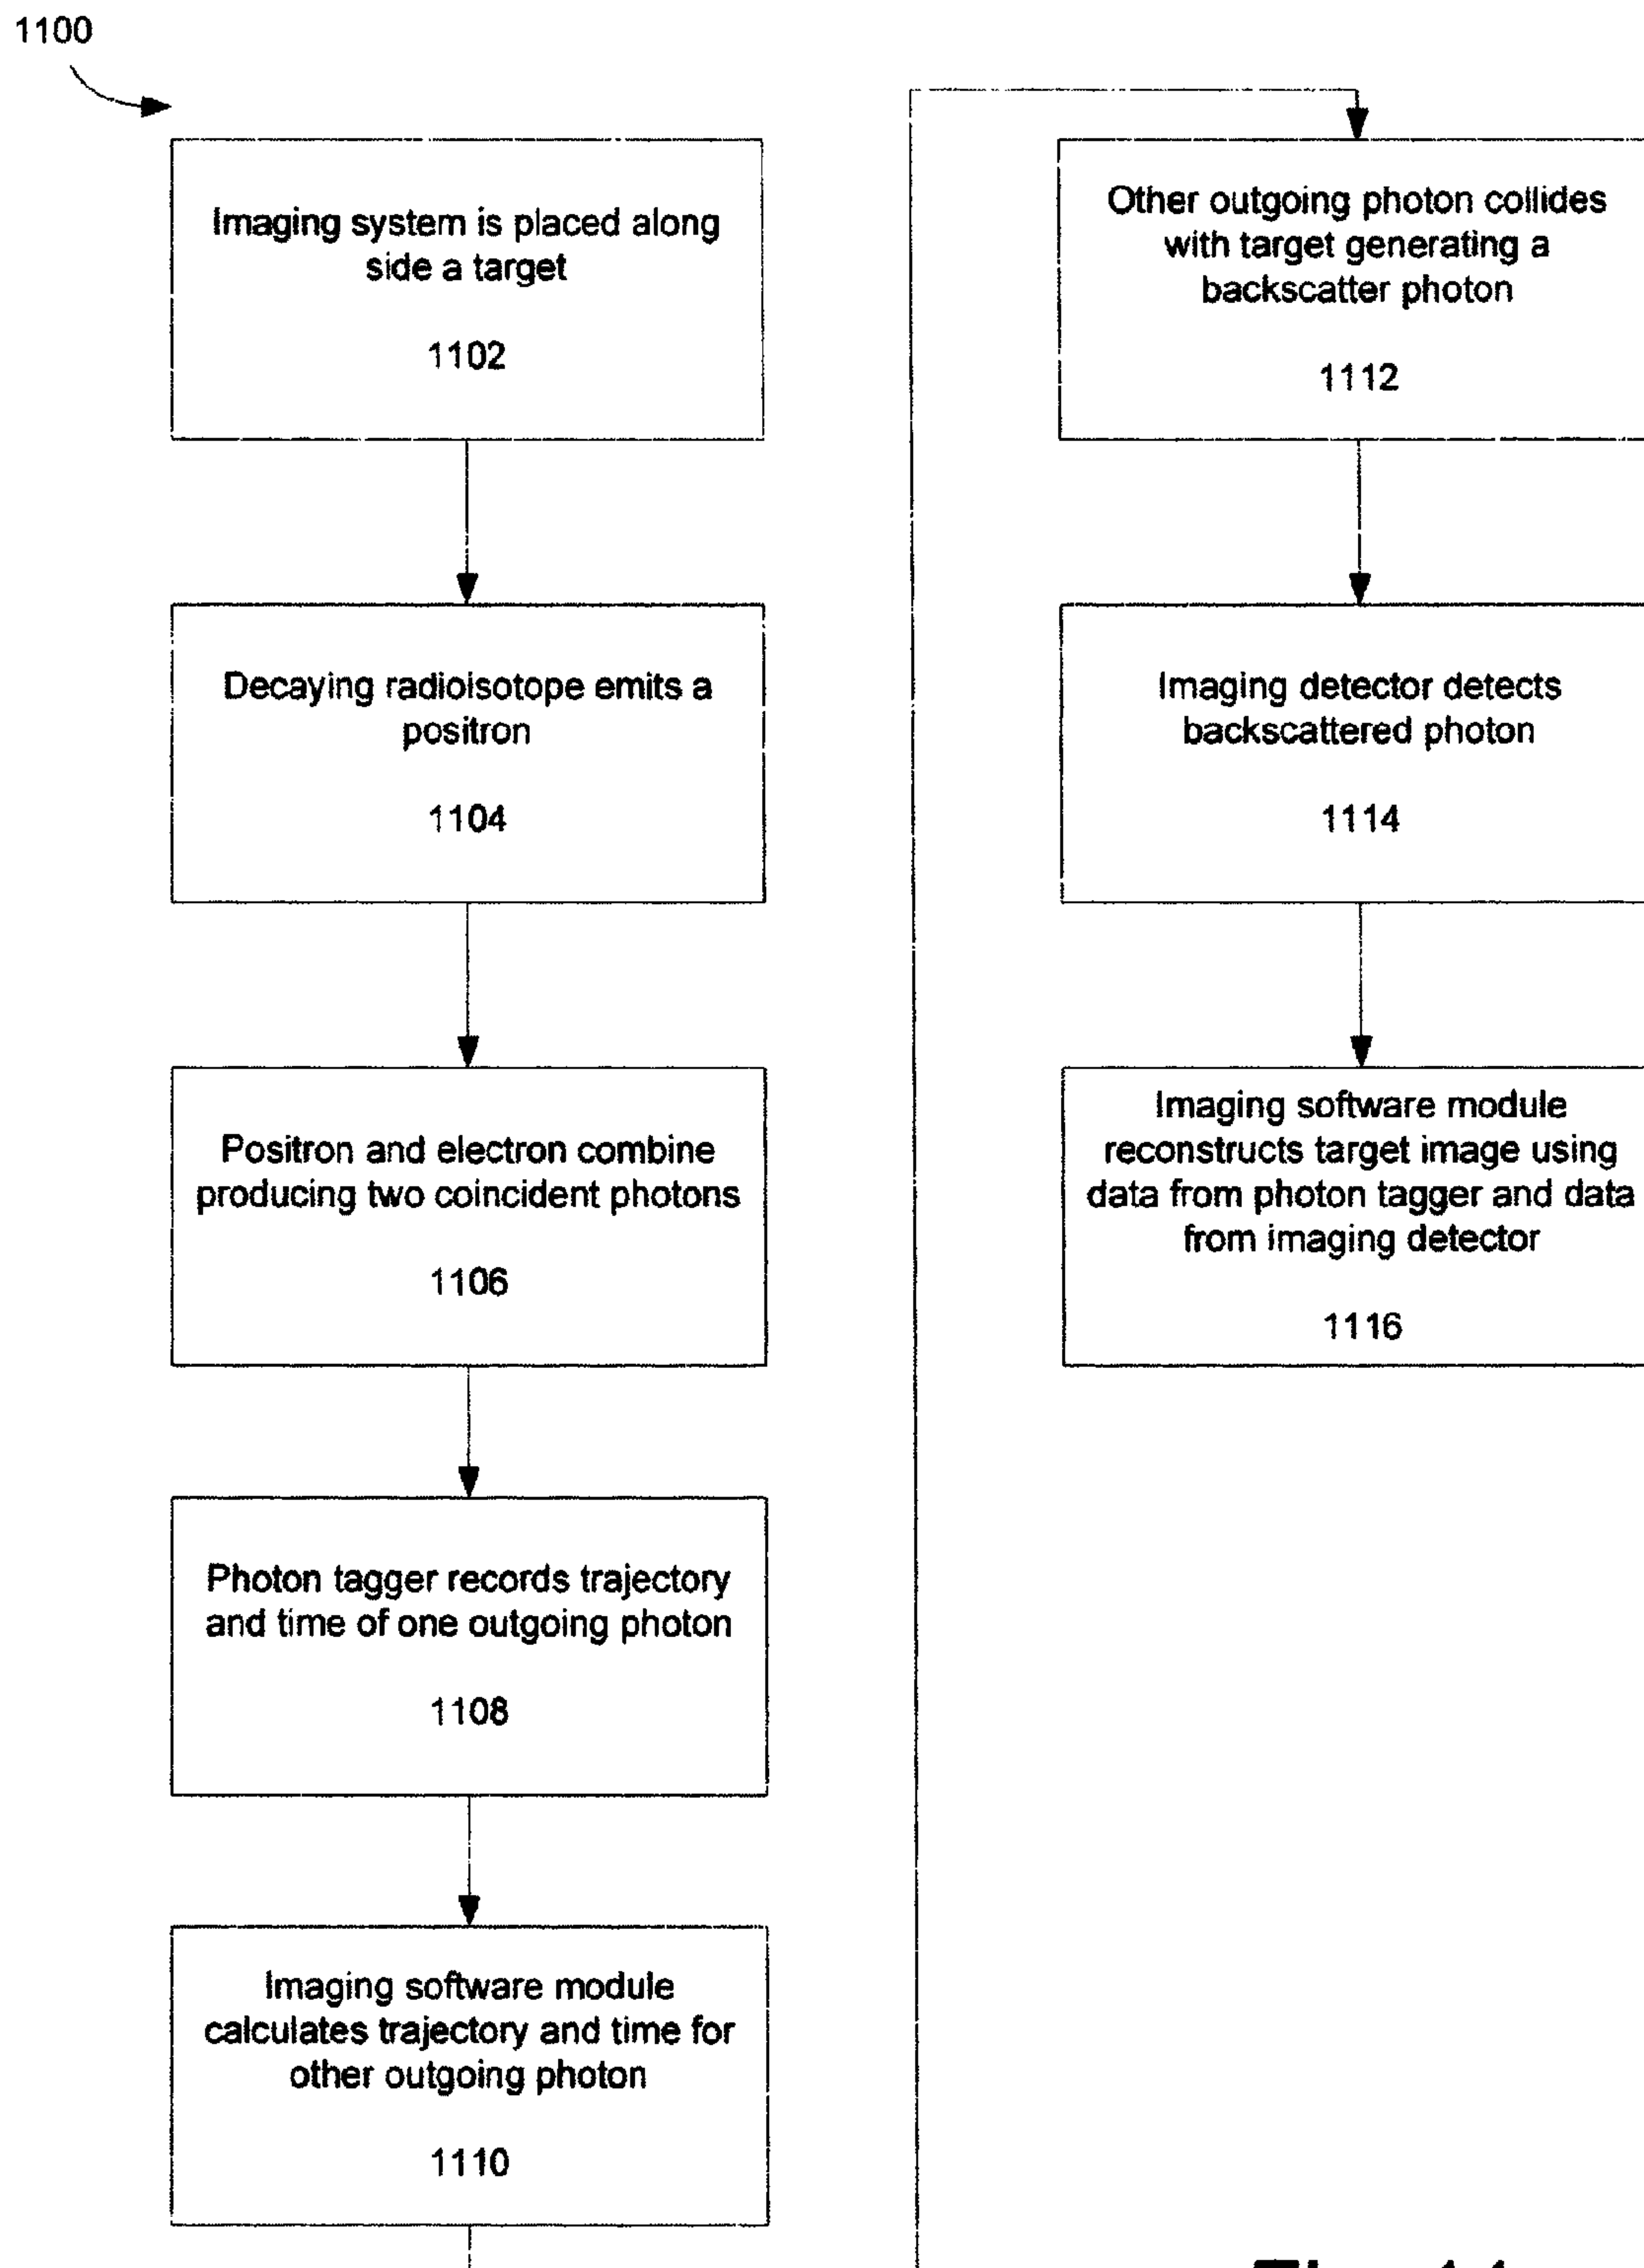 1100
Imaging system is placed along
side a target
1102
Decaying radioisotope emits a
positron
1104
Positron and electron combine
producing two coincident photons
1106
Photon tagger records trajectory
and time of one outgoing photon
1108
Imaging software module
calculates trajectory and time for
other outgoing photon
1110
Other outgoing photon collides
with target generating a
backscatter photon
1112
Imaging detector detects
backscattered photon
1114
Imaging software module
reconstructs target image using
data from photon tagger and data
from imaging detector
1116